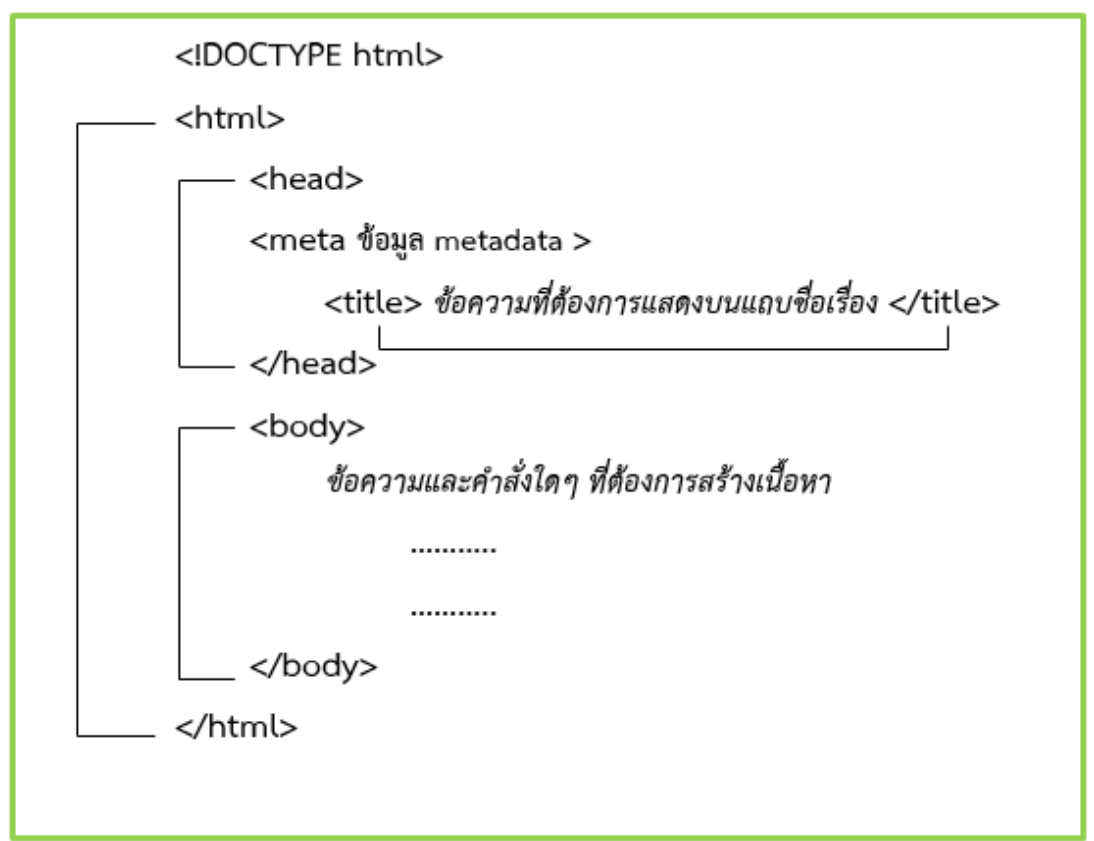 <!DOCTYPE html>
<html>
<head>
<meta ข้อมูล metadata >
<title> ข้อความที่ต้องการแสดงบนแถบชื่อเรื่อง </title>
</head>
<body>
ข้อความและคำสั่งใดๆ ที่ต้องการสร้างเนื้อหา
...........
...........
</body>
</html>